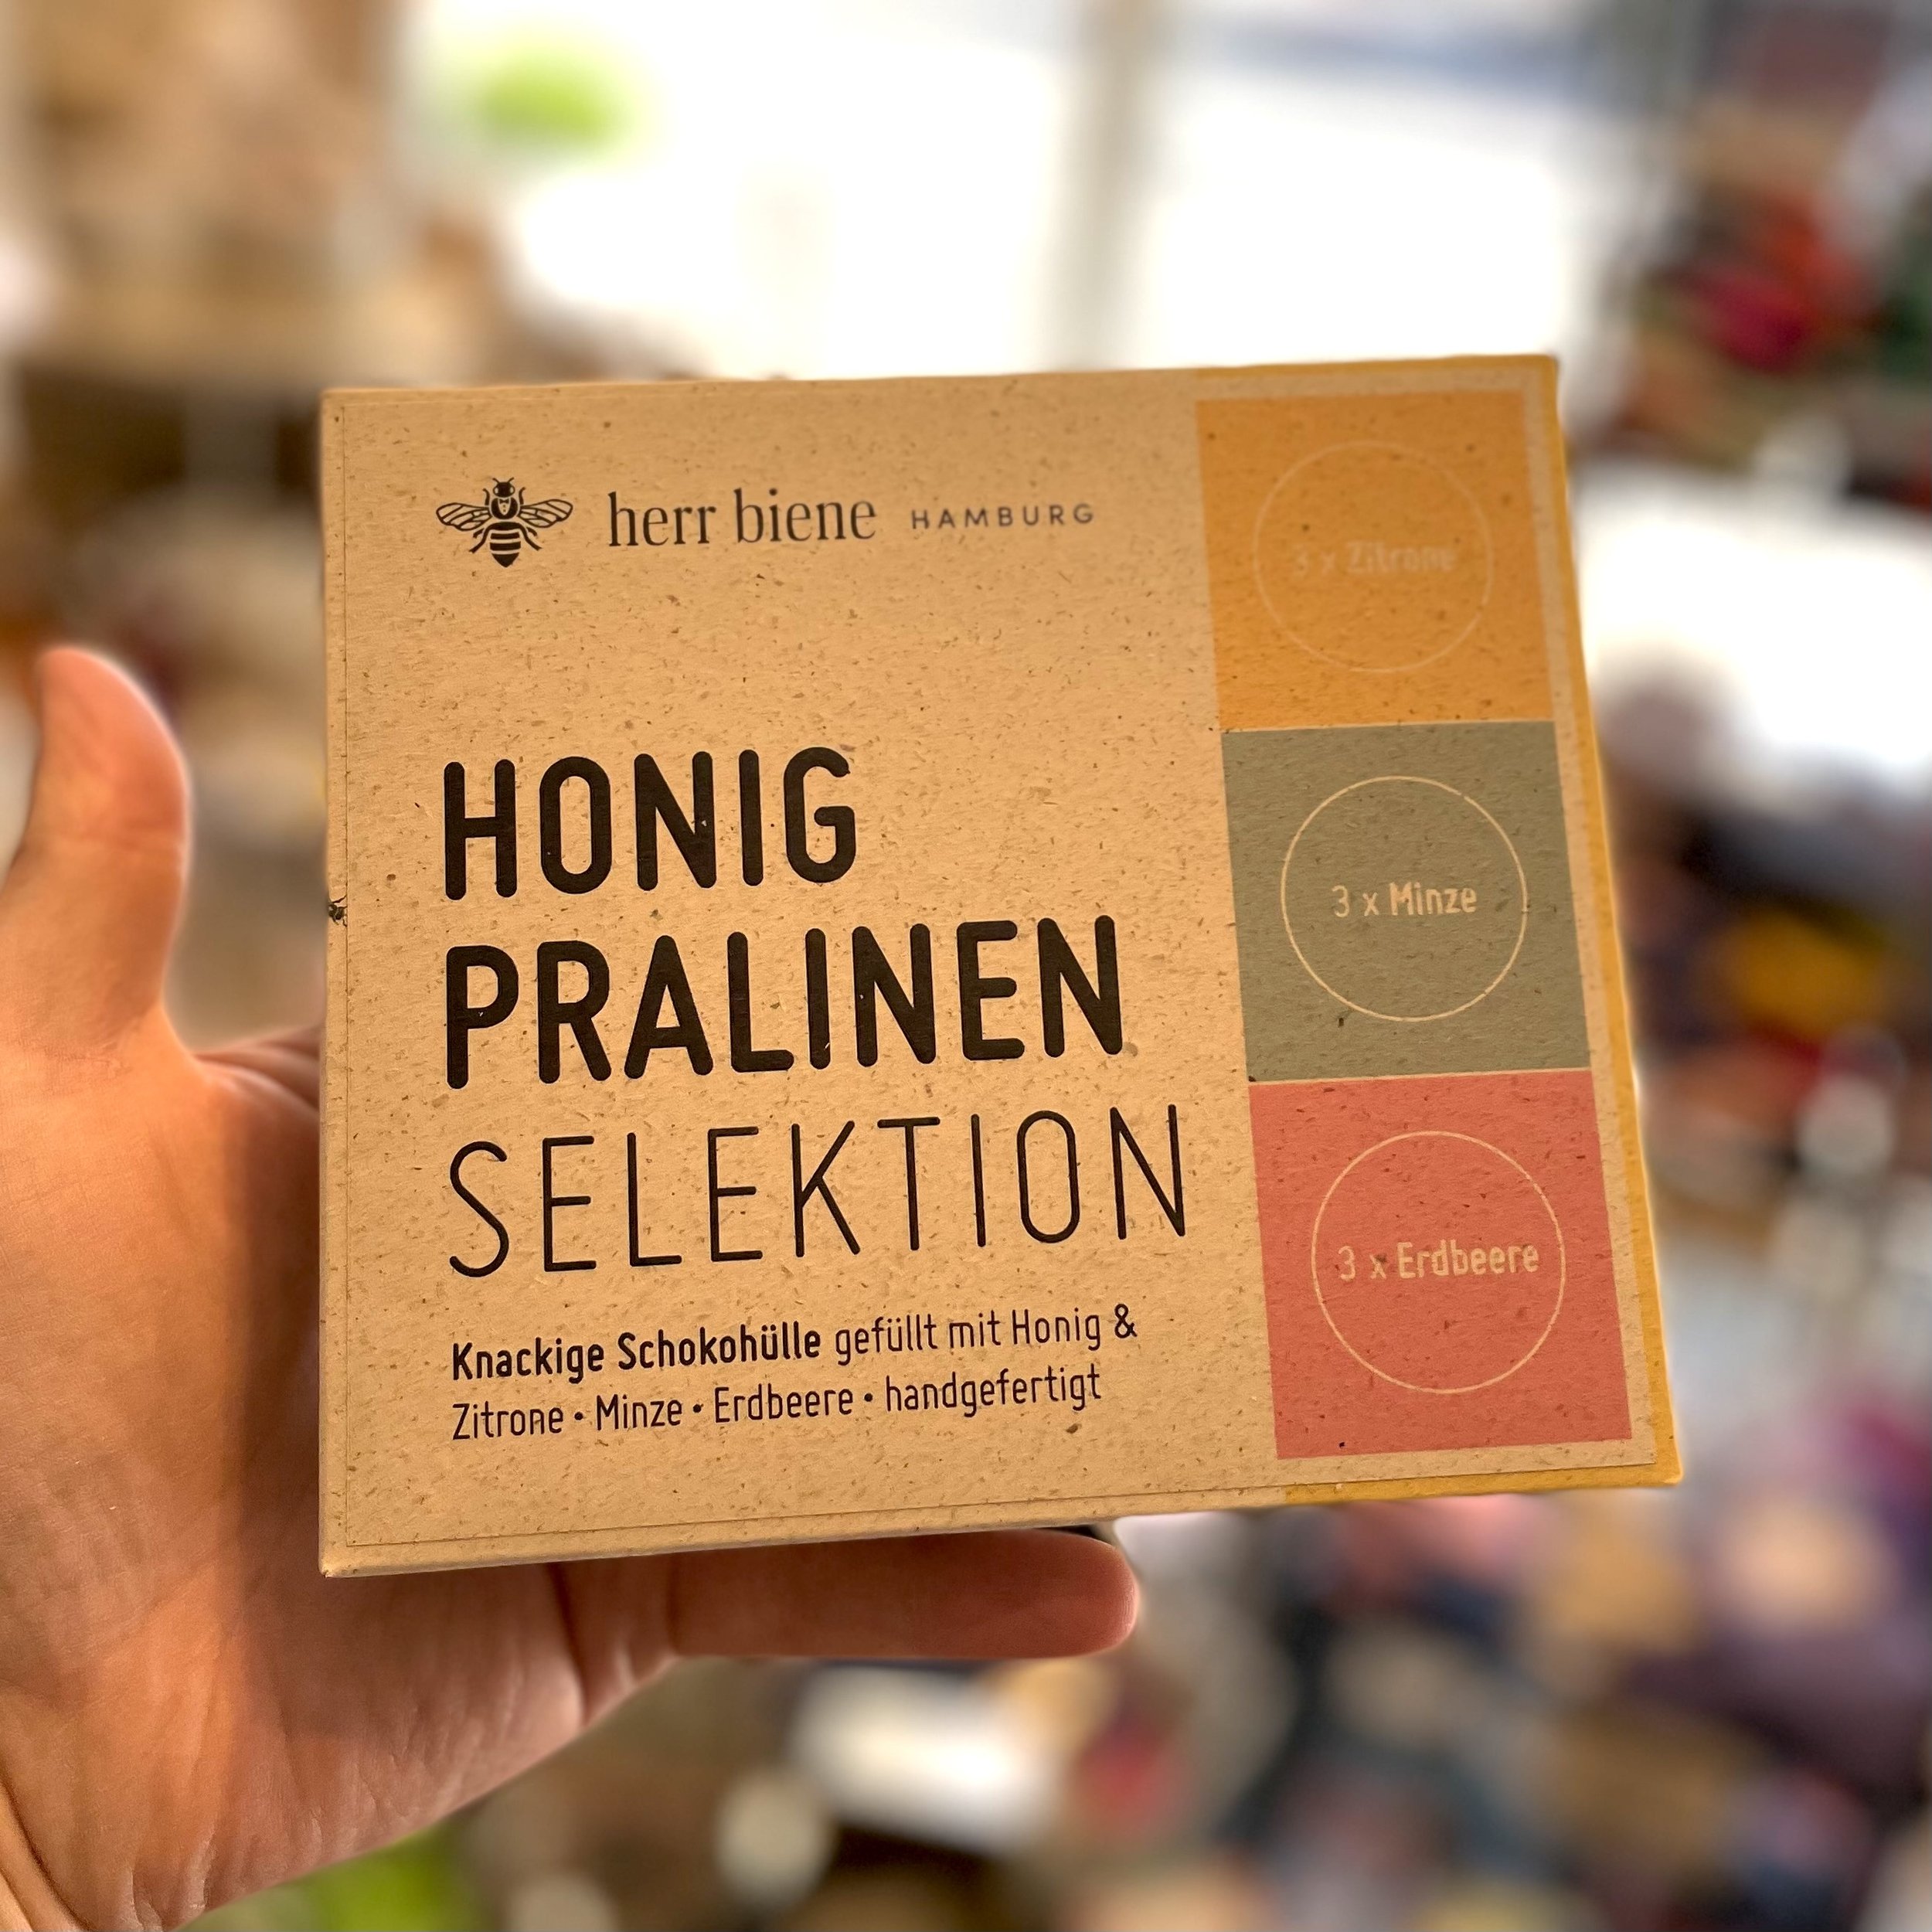 herr biene HAMBURG
HONIG
PRALINEN
SELEKTION
Knackige Schokohülle gefüllt mit Honig &
Zitrone • Minze • Erdbeere • handgefertigt
3 x Zitrone
3 x Minze
3 x Erdbeere